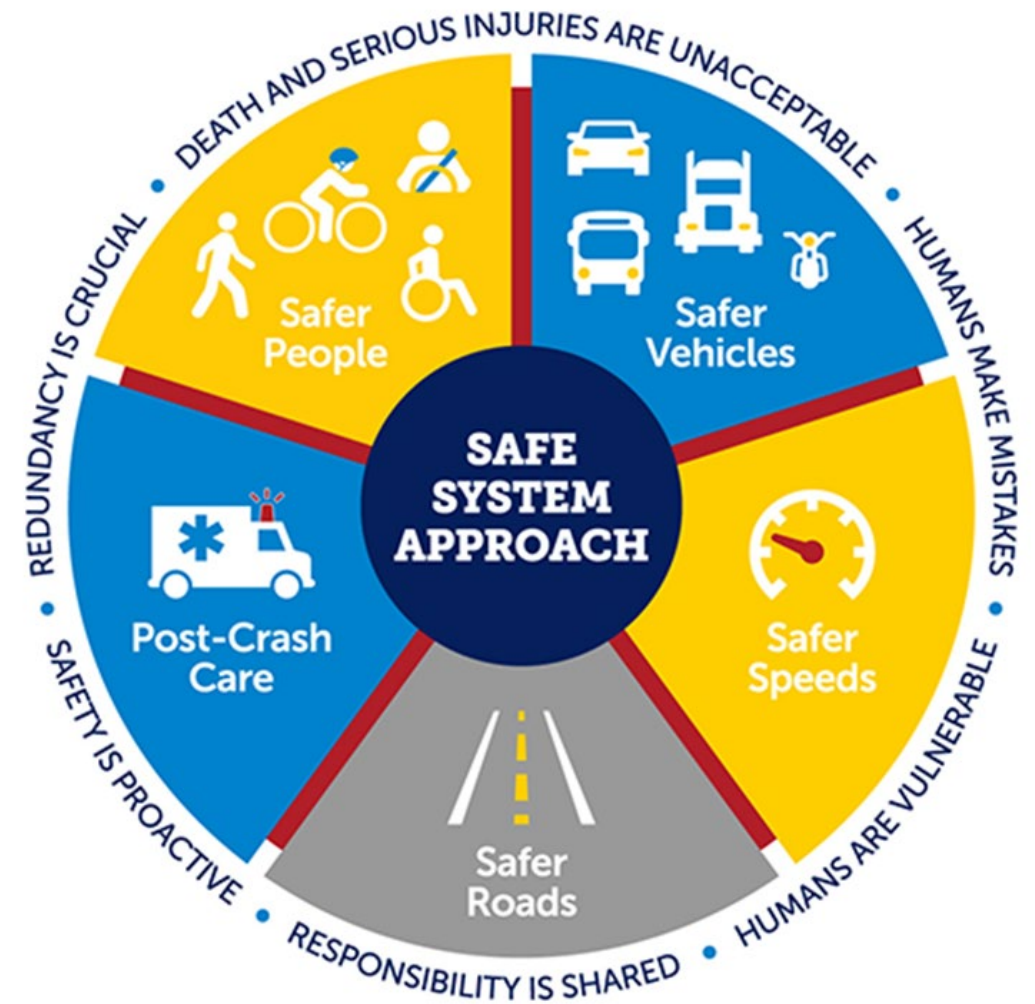 DEATH AND SERIOUS INJURIES ARE UNACCEPTABLE
HUMANS MAKE MISTAKES
HUMANS ARE VULNERABLE
RESPONSIBILITY IS SHARED
SAFETY IS PROACTIVE
REDUNDANCY IS CRUCIAL
Safer
People
Safer
Vehicles
SAFE
SYSTEM
APPROACH
Post-Crash
Care
Safer
Speeds
Safer
Roads